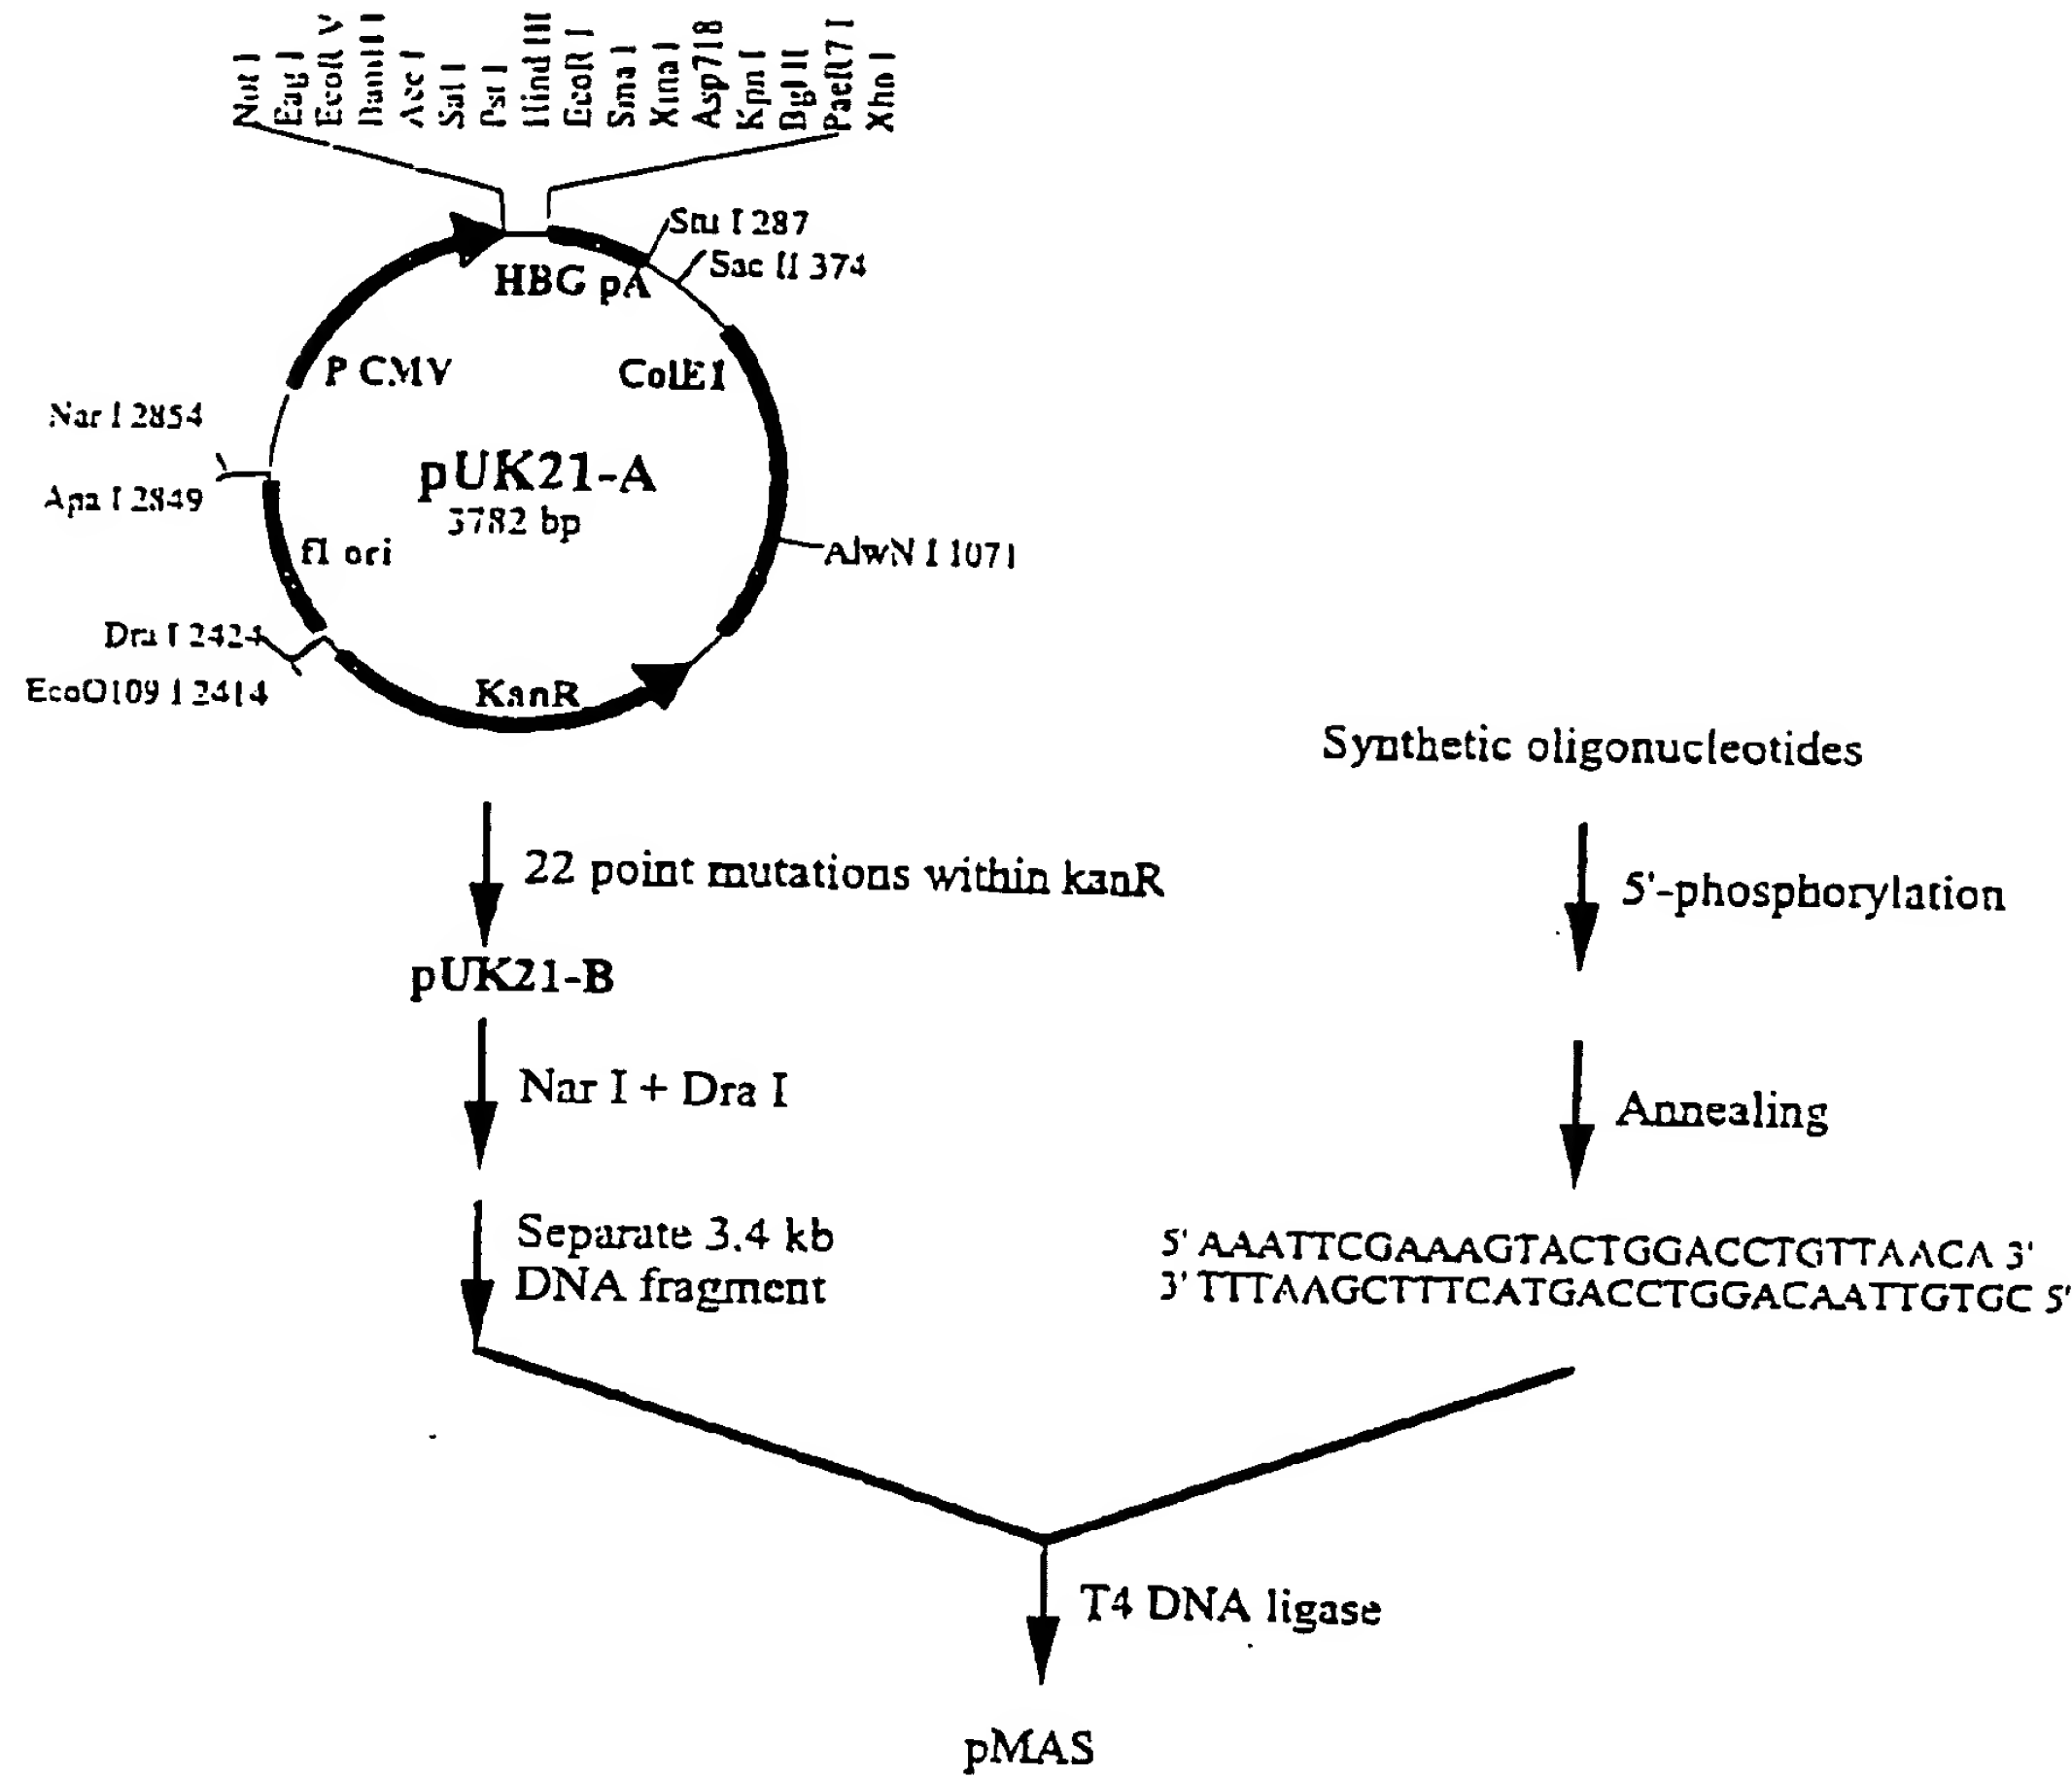 Not I
Eag I
EcoR V
BamH I
Acc I
Sal I
Pst I
Hind III
EcoR I
Sma I
Xma I
Asp718
Kpn I
Bgl II
PaeR7 I
Xho I
Stu I 287
Sac II 374
HBG pA
P CMV
ColE1
Nar I 2854
pUK21-A
3782 bp
Apa I 2849
f1 ori
AlwN I 1071
Dra I 2424
EcoO109 I 2414
KanR
Synthetic oligonucleotides
22 point mutations within kanR
5'-phosphorylation
pUK21-B
Nar I + Dra I
Annealing
Separate 3.4 kb
DNA fragment
5' AAATTCGAAAGTACTGGACCTGTTAACA 3'
3' TTTAAGCTTTCATGACCTGGACAATTGTGC 5'
T4 DNA ligase
pMAS